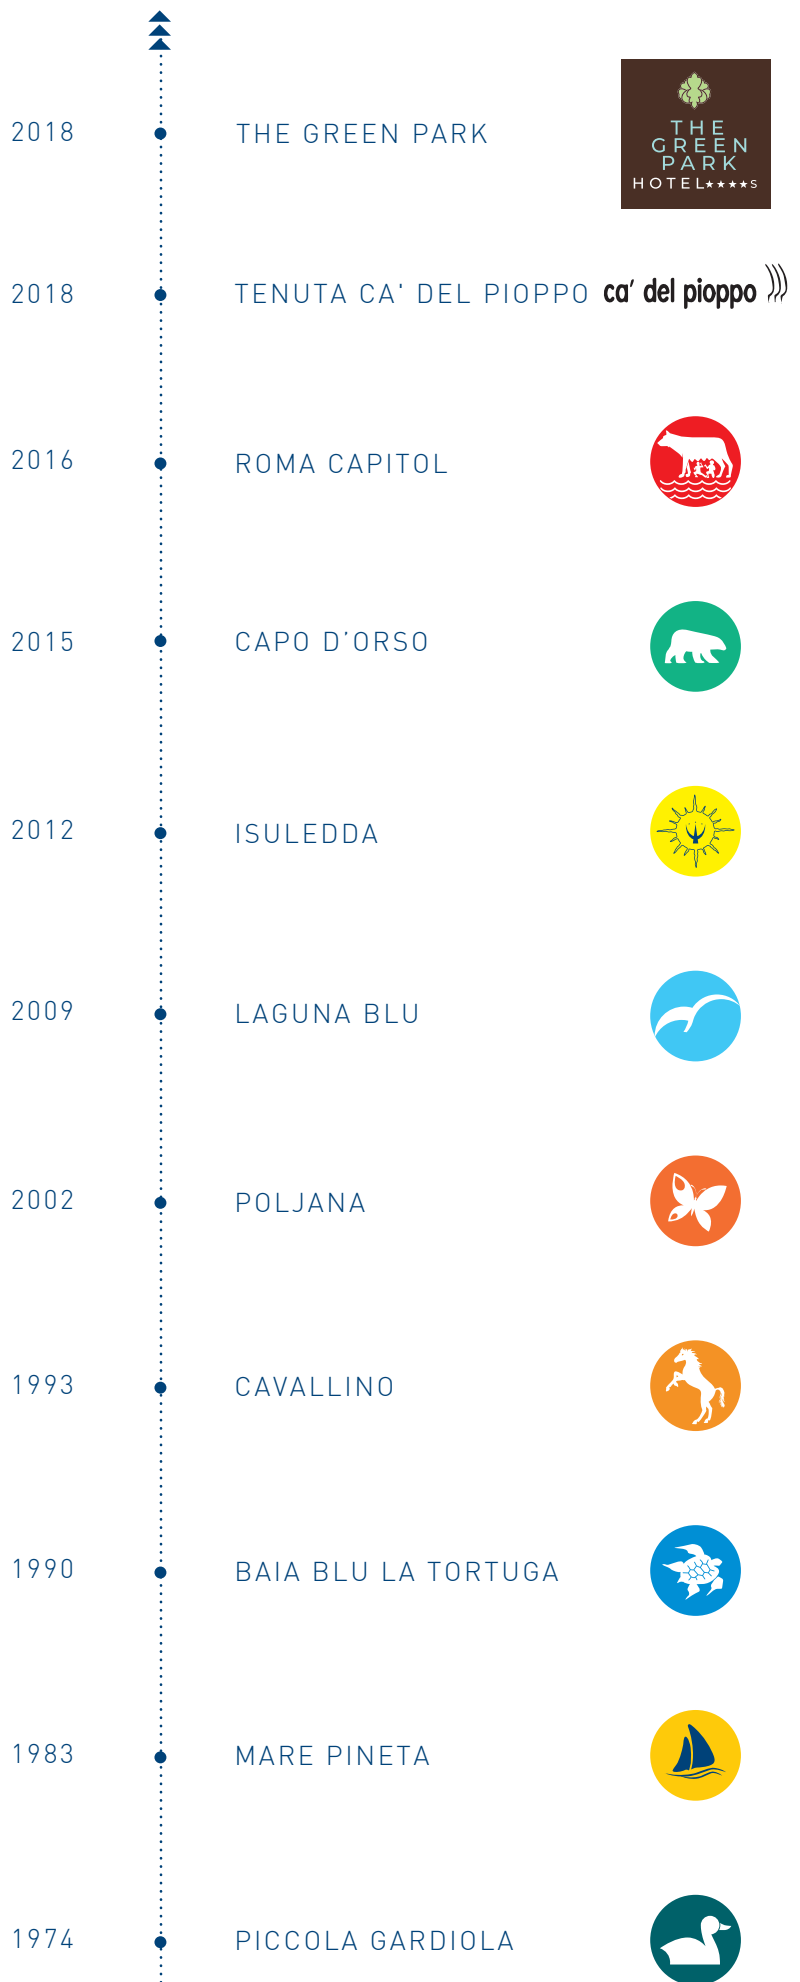 2018
THE GREEN PARK
THE
GREEN
PARK
HOTEL★★★★S
2018
TENUTA CA' DEL PIOPPO
ca' del pioppo
2016
ROMA CAPITOL
2015
CAPO D’ORSO
2012
ISULEDDA
2009
LAGUNA BLU
2002
POLJANA
1993
CAVALLINO
1990
BAIA BLU LA TORTUGA
1983
MARE PINETA
1974
PICCOLA GARDIOLA